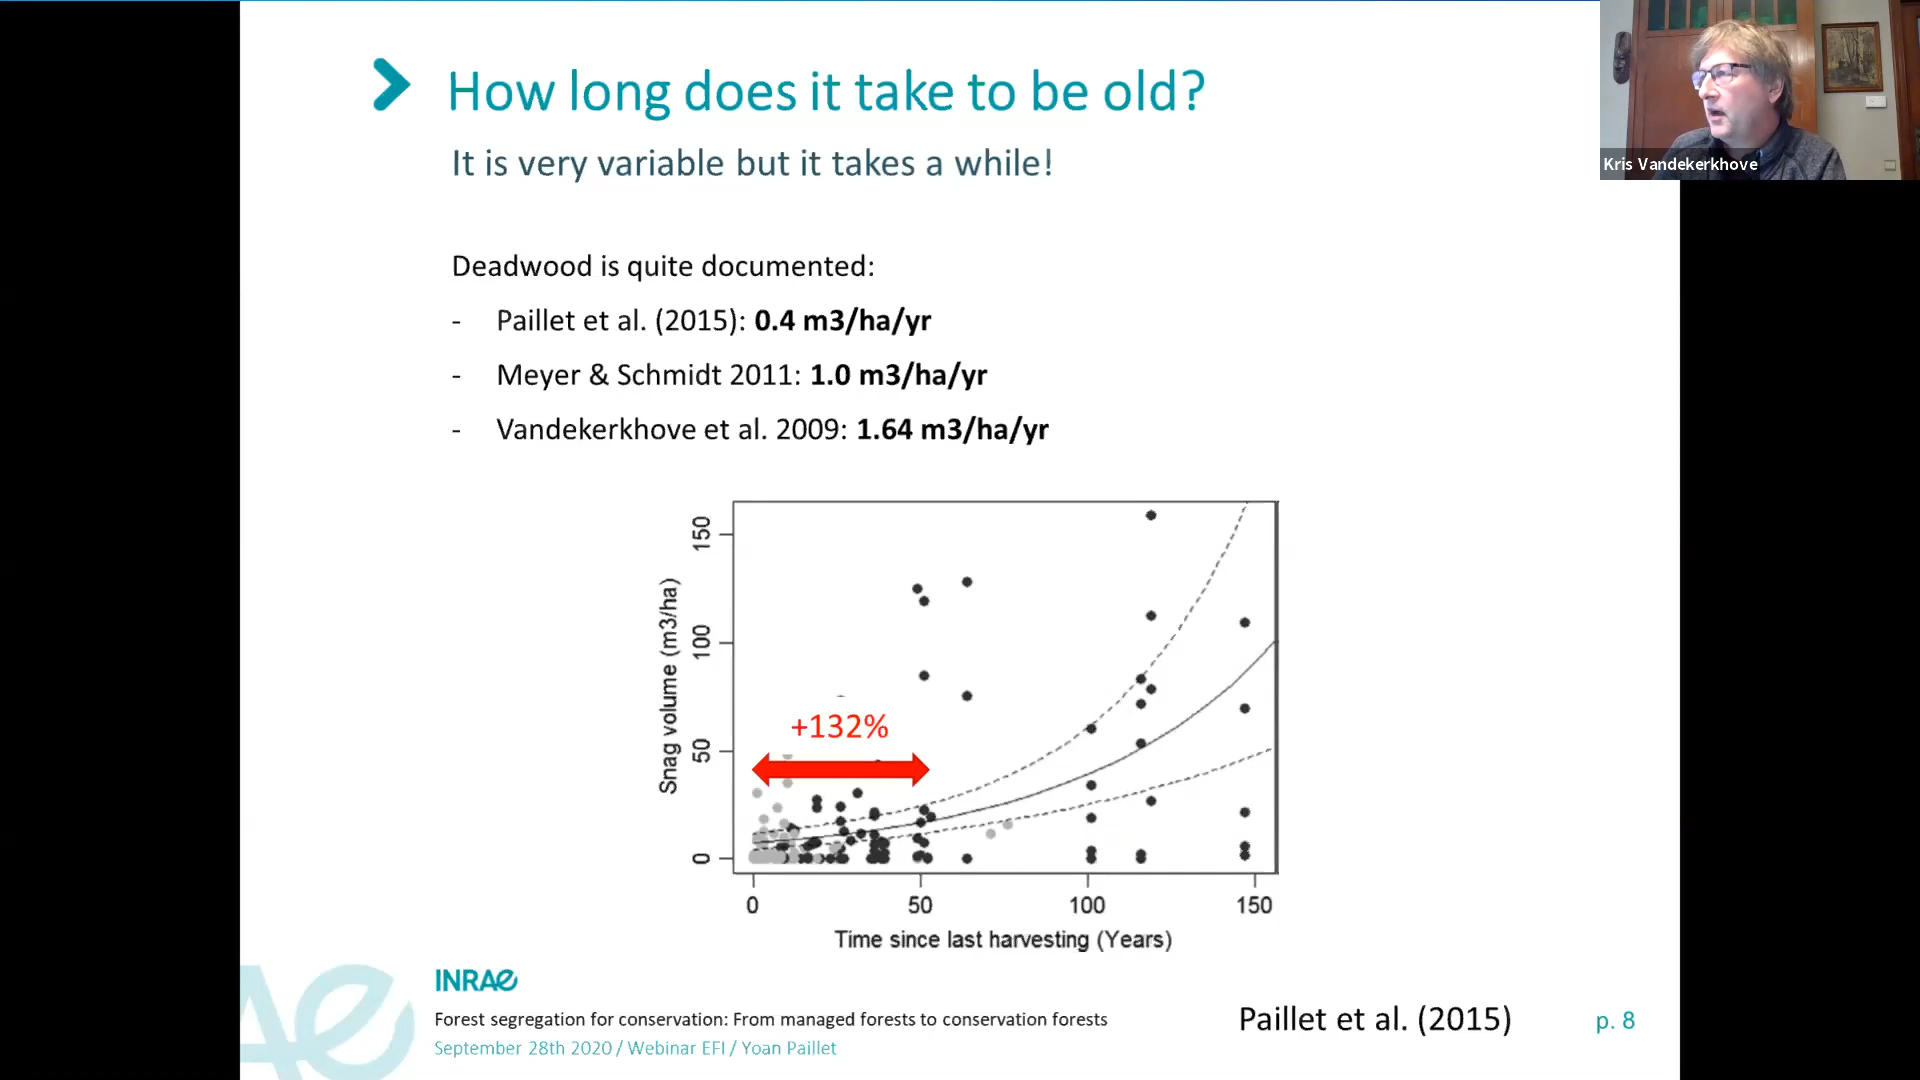 How long does it take to be old?
Kris Vandekerkhove
It is very variable but it takes a while!
Deadwood is quite documented:
- Paillet et al. (2015): 0.4 m3/ha/yr
- Meyer & Schmidt 2011: 1.0 m3/ha/yr
- Vandekerkhove et al. 2009: 1.64 m3/ha/yr
Snag volume (m3/ha)
150
100
50
0
+132%
0 50 100 150
Time since last harvesting (Years)
INRAE
Forest segregation for conservation: From managed forests to conservation forests
September 28th 2020 / Webinar EFI / Yoan Paillet
Paillet et al. (2015)
p. 8